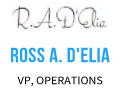 R.A.D'Elia
ROSS A. D'ELIA
VP, OPERATIONS